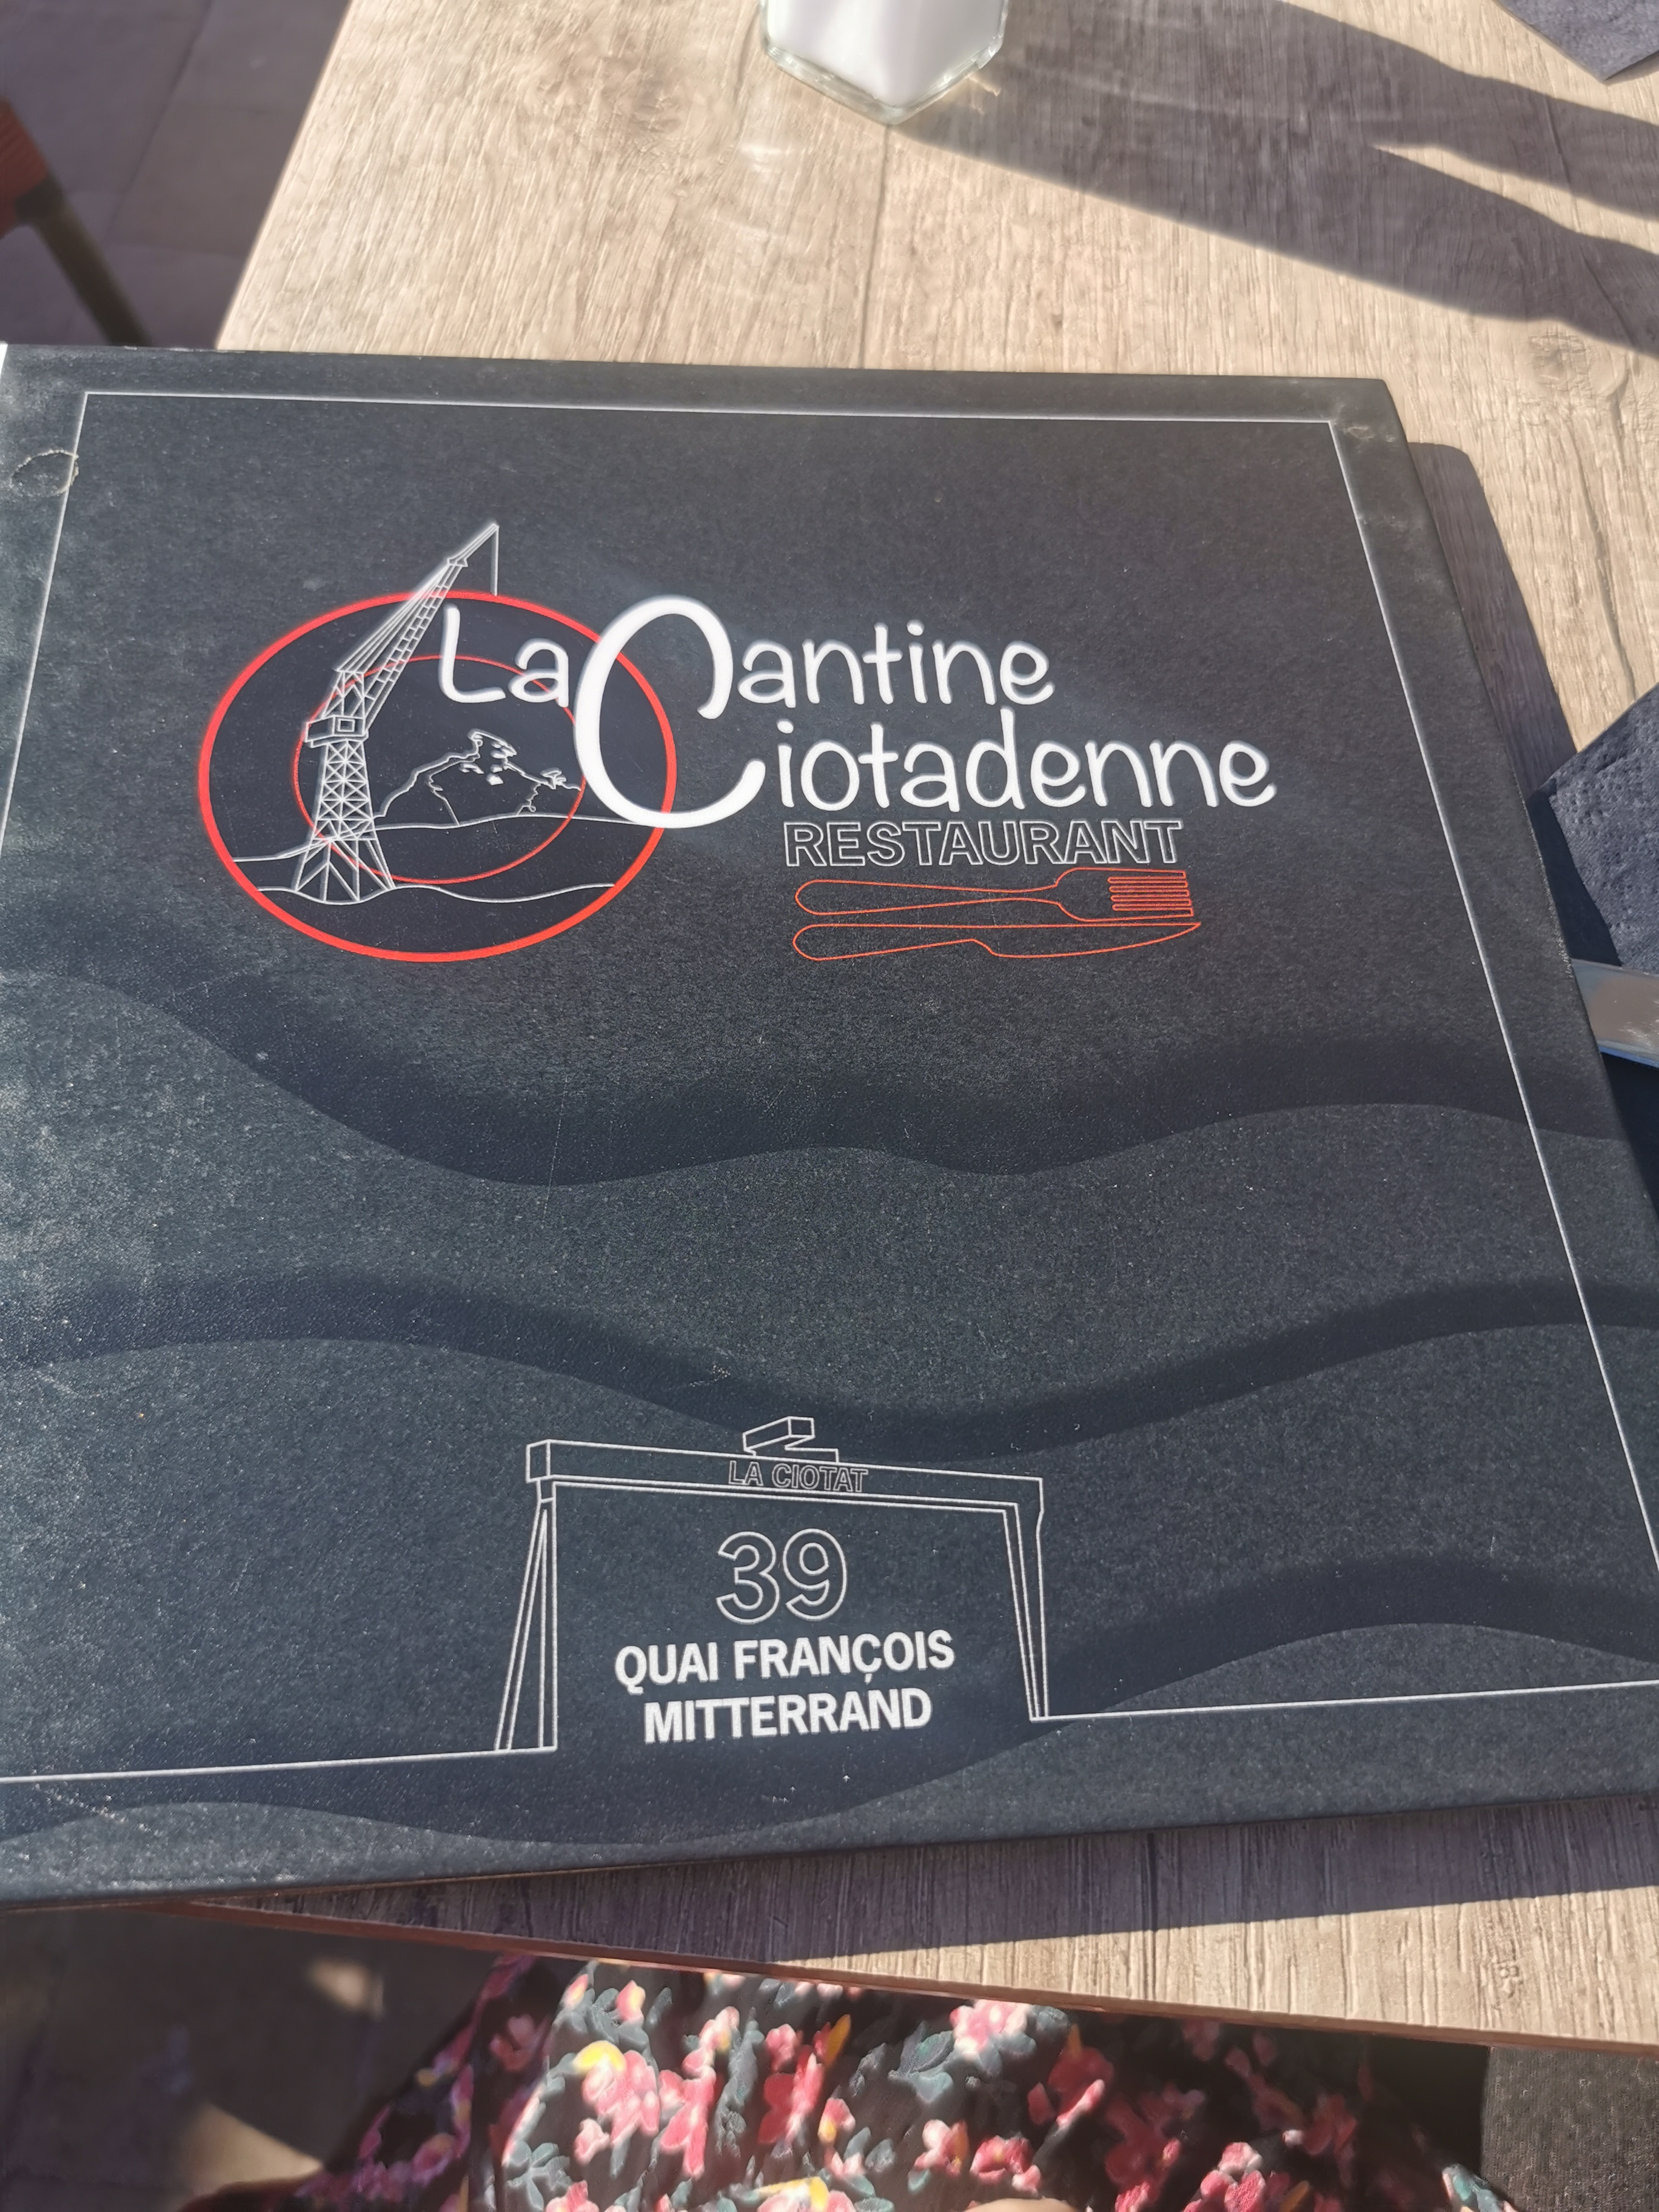 La Cantine
Ciotadenne
RESTAURANT
LA CIOTAT
39
QUAI FRANÇOIS
MITTERRAND